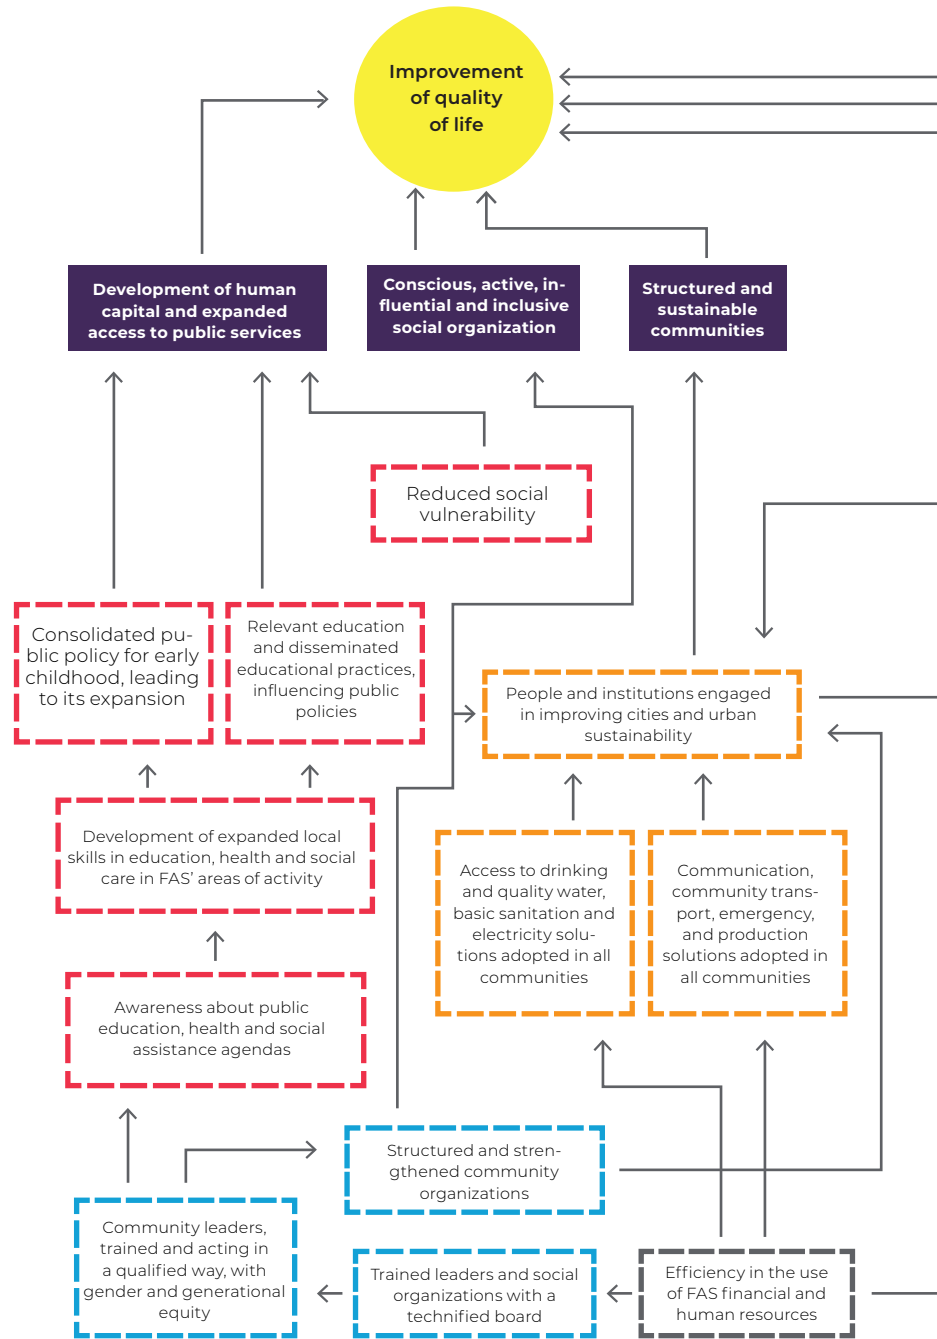 Improvement
of quality
of life
Development of human
capital and expanded
access to public services
Conscious, active, in-
fluential and inclusive
social organization
Structured and
sustainable
communities
Reduced social
vulnerability
Consolidated pu-
blic policy for early
childhood, leading
to its expansion
Relevant education
and disseminated
educational practices,
influencing public
policies
People and institutions engaged
in improving cities and urban
sustainability
Development of expanded local
skills in education, health and social
care in FAS’ areas of activity
Access to drinking
and quality water,
basic sanitation and
electricity solu-
tions adopted in all
communities
Communication,
community trans-
port, emergency,
and production
solutions adopted in
all communities
Awareness about public
education, health and social
assistance agendas
Structured and stren-
gthened community
organizations
Community leaders,
trained and acting in
a qualified way, with
gender and generational
equity
Trained leaders and social
organizations with a
technified board
Efficiency in the use
of FAS financial and
human resources